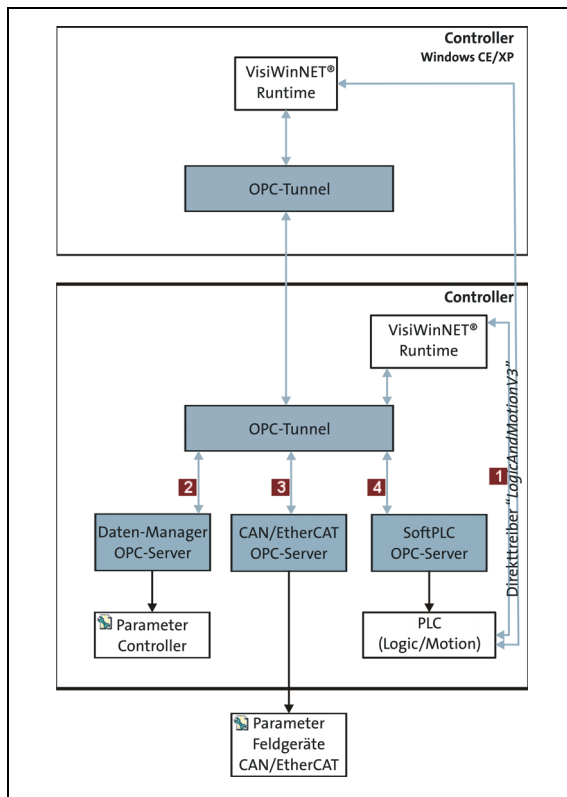 Controller
Windows CE/XP
VisiWinNET®
Runtime
OPC-Tunnel
Controller
VisiWinNET®
Runtime
OPC-Tunnel
2
3
4
1
Direkttreiber "LogicAndMotionV3"
Daten-Manager
OPC-Server
CAN/EtherCAT
OPC-Server
SoftPLC
OPC-Server
Parameter
Controller
PLC
(Logic/Motion)
Parameter
Feldgeräte
CAN/EtherCAT